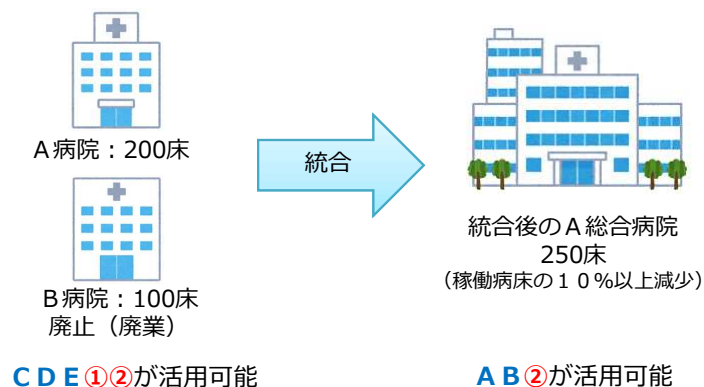 A病院：200床
B病院：100床
廃止（廃業）
ＣＤＥ①②が活用可能
統合
統合後のＡ総合病院
250床
（稼働病床の１０％以上減少）
ＡＢ②が活用可能